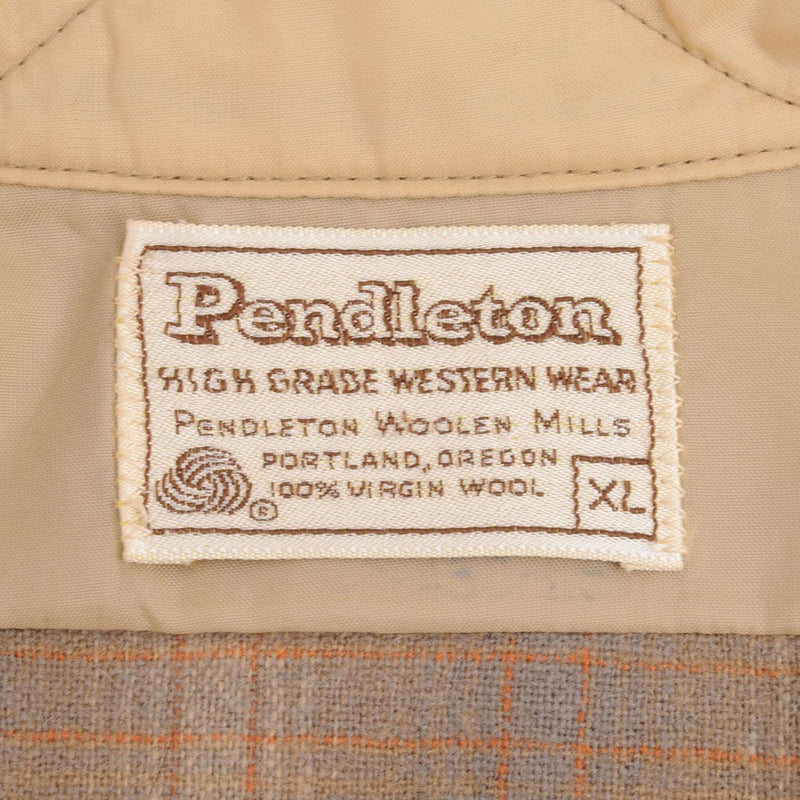 Pendleton
HIGH GRADE WESTERN WEAR
PENDLETON WOOLEN MILLS
PORTLAND, OREGON
100% VIRGIN WOOL
®
XL